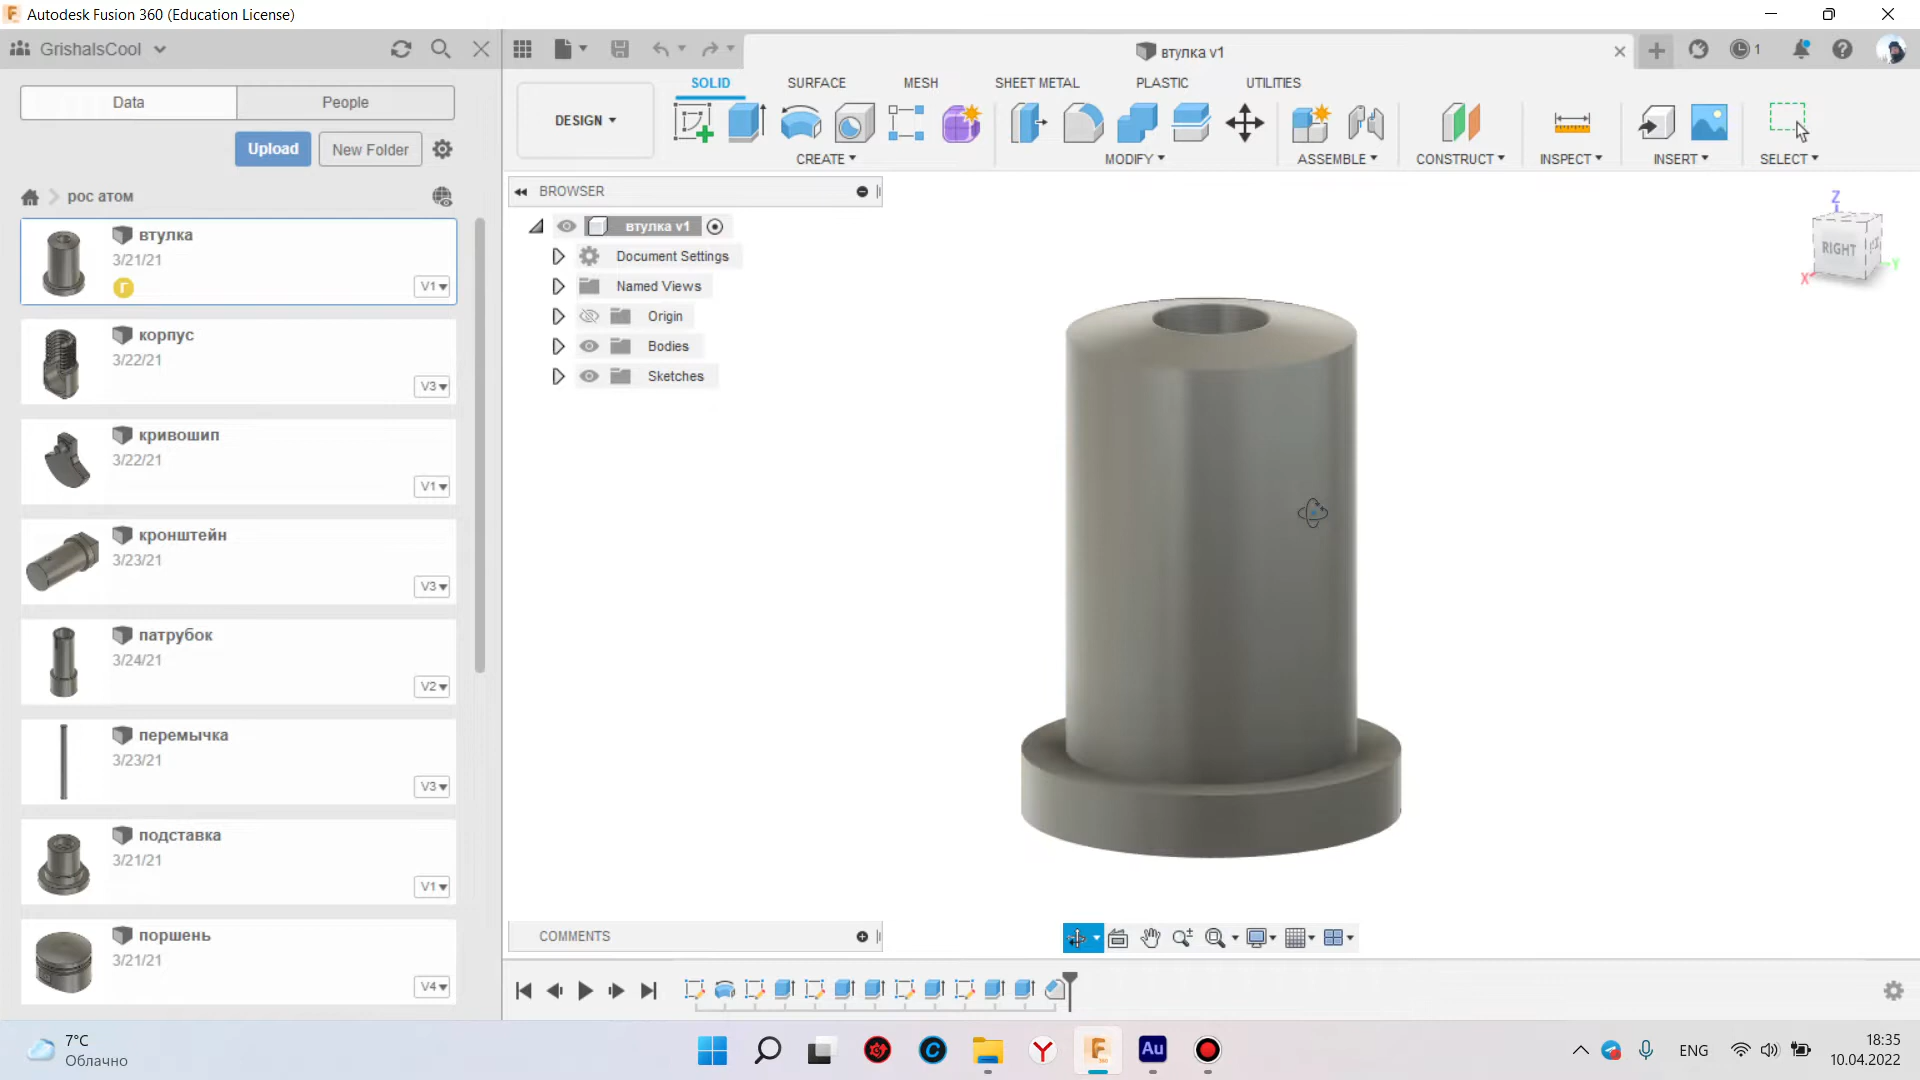 Autodesk Fusion 360 (Education License)
GrishaIsCool
втулка v1
1
Data
People
Upload
New Folder
рос атом
втулка
3/21/21
г
V1
корпус
3/22/21
V3
кривошип
3/22/21
V1
кронштейн
3/23/21
V3
патрубок
3/24/21
V2
перемычка
3/23/21
V3
подставка
3/21/21
V1
поршень
3/21/21
V4
DESIGN
SOLID
SURFACE
MESH
SHEET METAL
PLASTIC
UTILITIES
CREATE
MODIFY
ASSEMBLE
CONSTRUCT
INSPECT
INSERT
SELECT
BROWSER
втулка v1
Document Settings
Named Views
Origin
Bodies
Sketches
Z
RIGHT
X
Y
COMMENTS
7°C
Облачно
Au
ENG
18:35
10.04.2022